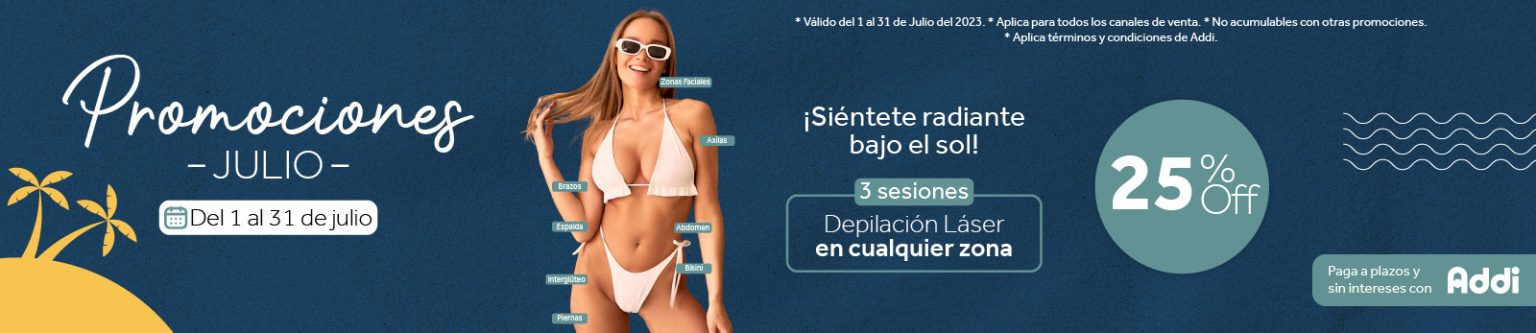 Promociones
– JULIO –
Del 1 al 31 de julio
Zonas Faciales
Axilas
Brazos
Espalda
Abdomen
Bikini
Interglúteo
Piernas
* Válido del 1 al 31 de Julio del 2023. * Aplica para todos los canales de venta. * No acumulables con otras promociones.
* Aplica términos y condiciones de Addi.
¡Siéntete radiante
bajo el sol!
3 sesiones
Depilación Láser
en cualquier zona
25% Off
Paga a plazos y
sin intereses con
Addi